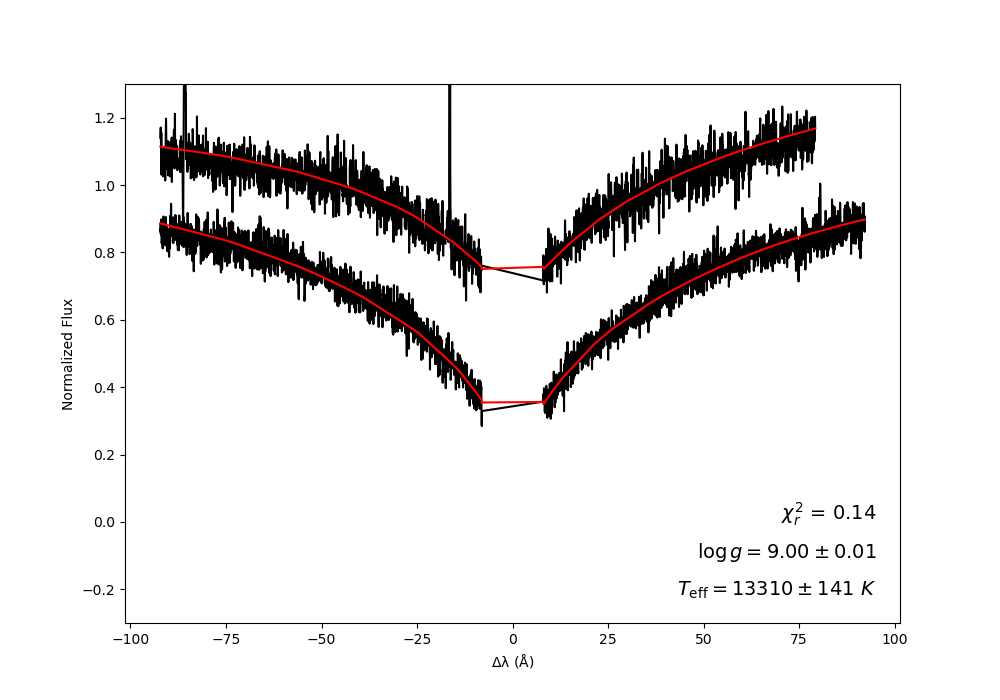 1.2
1.0
0.8
0.6
0.4
0.2
0.0
−0.2
Normalized Flux
χ²ᵣ = 0.14
log g = 9.00 ± 0.01
T_eff = 13310 ± 141 K
−100 −75 −50 −25 0 25 50 75 100
Δλ (Å)